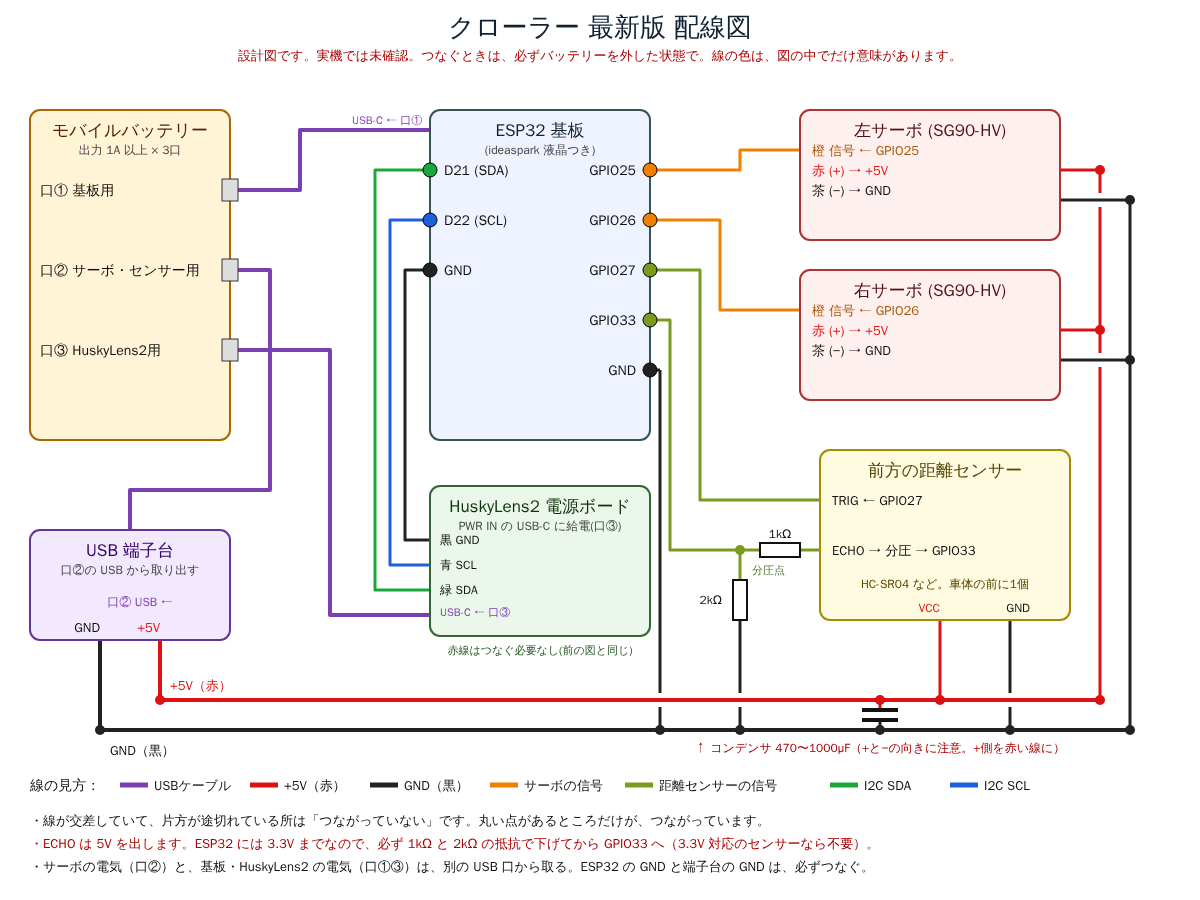 クローラー 最新版 配線図
設計図です。実機では未確認。つなぐときは、必ずバッテリーを外した状態で。線の色は、図の中でだけ意味があります。
モバイルバッテリー
出力 1A 以上 × 3口
口① 基板用
口② サーボ・センサー用
口③ HuskyLens2用
USB-C ← 口①
ESP32 基板
(ideaspark 液晶つき)
D21 (SDA)
GPIO25
D22 (SCL)
GPIO26
GND
GPIO27
GPIO33
GND
左サーボ (SG90-HV)
橙 信号 ← GPIO25
赤 (+) → +5V
茶 (−) → GND
右サーボ (SG90-HV)
橙 信号 ← GPIO26
赤 (+) → +5V
茶 (−) → GND
前方の距離センサー
TRIG ← GPIO27
ECHO → 分圧 → GPIO33
HC-SR04 など。車体の前に1個
VCC
GND
1kΩ
分圧点
2kΩ
HuskyLens2 電源ボード
PWR IN の USB-C に給電(口③)
黒 GND
青 SCL
緑 SDA
USB-C ← 口③
赤線はつなぐ必要なし(前の図と同じ)
USB 端子台
口②の USB から取り出す
口② USB ←
GND
+5V
+5V（赤）
GND（黒）
↑ コンデンサ 470〜1000µF（+と−の向きに注意。+側を赤い線に）
線の見方：
USBケーブル
+5V（赤）
GND（黒）
サーボの信号
距離センサーの信号
I2C SDA
I2C SCL
・線が交差していて、片方が途切れている所は「つながっていない」です。丸い点があるところだけが、つながっています。
・ECHO は 5V を出します。ESP32 には 3.3V までなので、必ず 1kΩ と 2kΩ の抵抗で下げてから GPIO33 へ（3.3V 対応のセンサーなら不要）。
・サーボの電気（口②）と、基板・HuskyLens2 の電気（口①③）は、別の USB 口から取る。ESP32 の GND と端子台の GND は、必ずつなぐ。